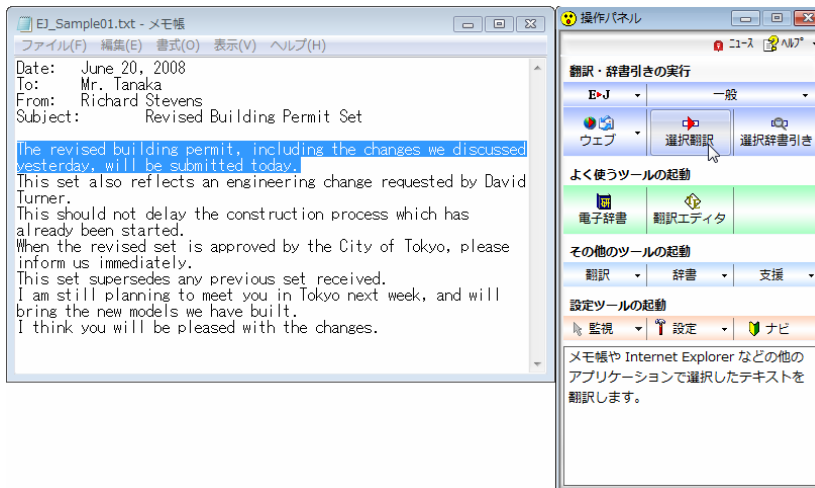 EJ_Sample01.txt - メモ帳
ファイル(F) 編集(E) 書式(O) 表示(V) ヘルプ(H)
Date: June 20, 2008
To: Mr. Tanaka
From: Richard Stevens
Subject: Revised Building Permit Set
The revised building permit, including the changes we discussed
yesterday, will be submitted today.
This set also reflects an engineering change requested by David
Turner.
This should not delay the construction process which has
already been started.
When the revised set is approved by the City of Tokyo, please
inform us immediately.
This set supersedes any previous set received.
I am still planning to meet you in Tokyo next week, and will
bring the new models we have built.
I think you will be pleased with the changes.
操作パネル
ニュース ヘルプ
翻訳・辞書引きの実行
E▸J 一般
ウェブ 選択翻訳 選択辞書引き
よく使うツールの起動
電子辞書 翻訳エディタ
その他のツールの起動
翻訳 辞書 支援
設定ツールの起動
監視 設定 ナビ
メモ帳や Internet Explorer などの他の
アプリケーションで選択したテキストを
翻訳します。